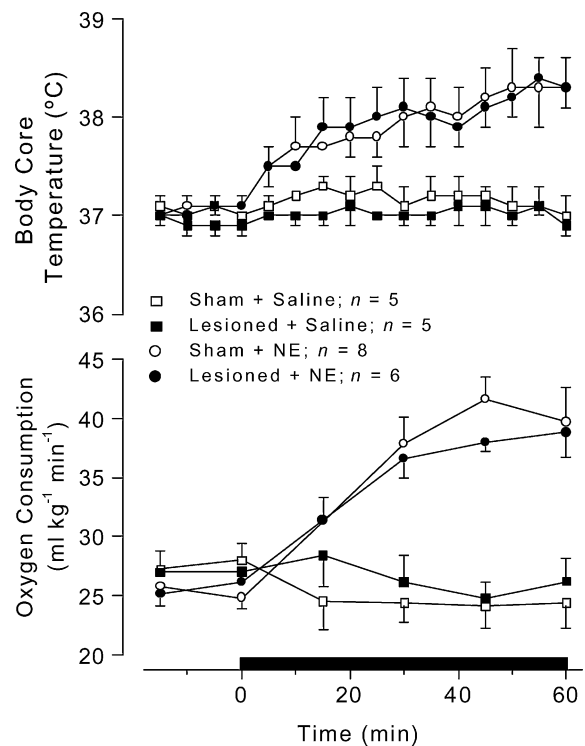 39
38
37
36
Body Core
Temperature (ºC)
Sham + Saline; n = 5
Lesioned + Saline; n = 5
Sham + NE; n = 8
Lesioned + NE; n = 6
45
40
35
30
25
20
Oxygen Consumption
(ml kg⁻¹ min⁻¹)
0 20 40 60
Time (min)